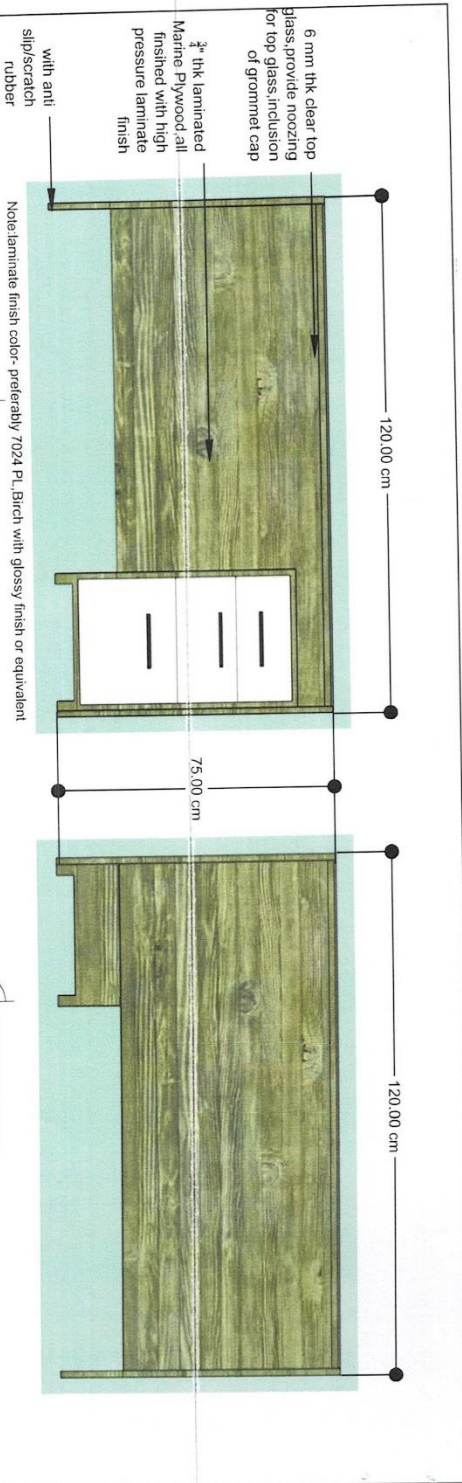 6 mm thk clear top
glass,provide noozing
for top glass,inclusion
of grommet cap
¾" thk laminated
Marine Plywood,all
finsihed with high
pressure laminate
finish
with anti
slip/scratch
rubber
120.00 cm
75.00 cm
120.00 cm
Note:laminate finish color- preferably 7024 PL,Birch with glossy finish or equivalent